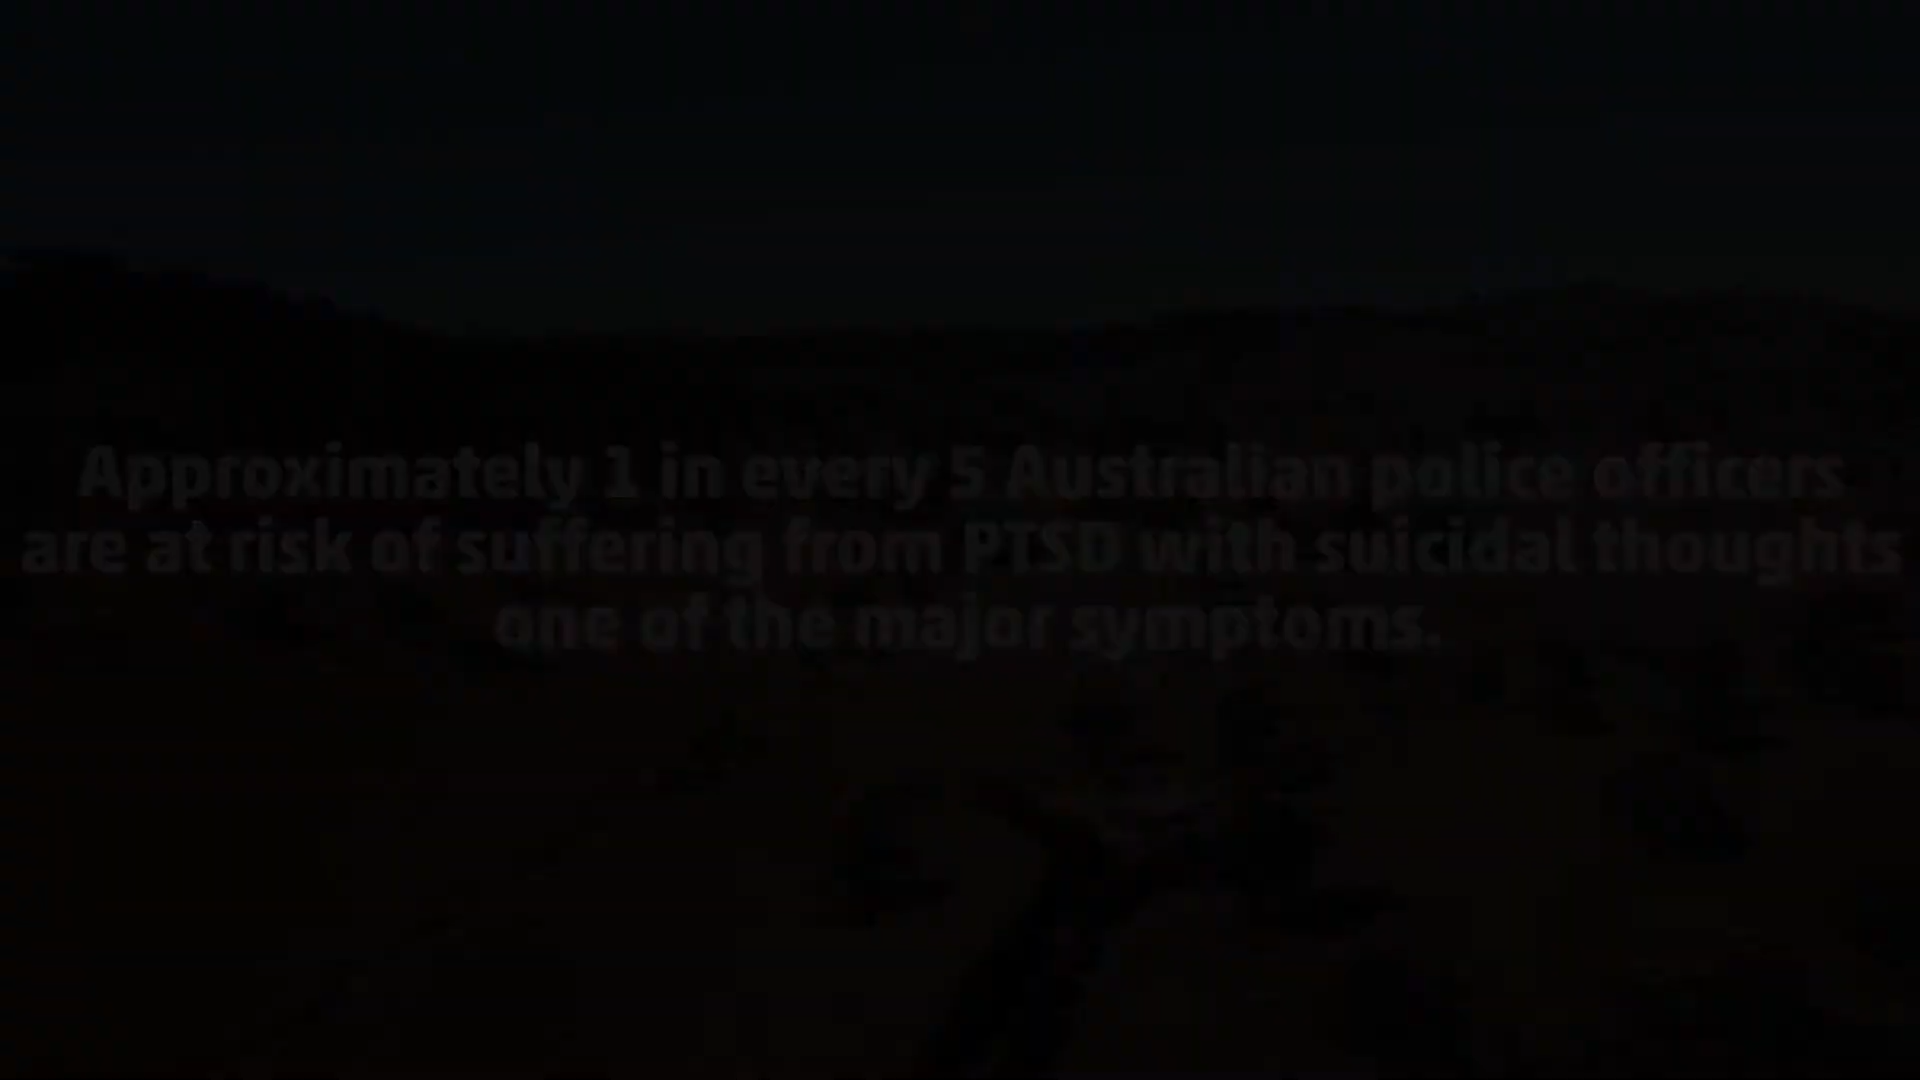 Approximately 1 in every 5 Australian police officers
are at risk of suffering from PTSD with suicidal thoughts
one of the major symptoms.